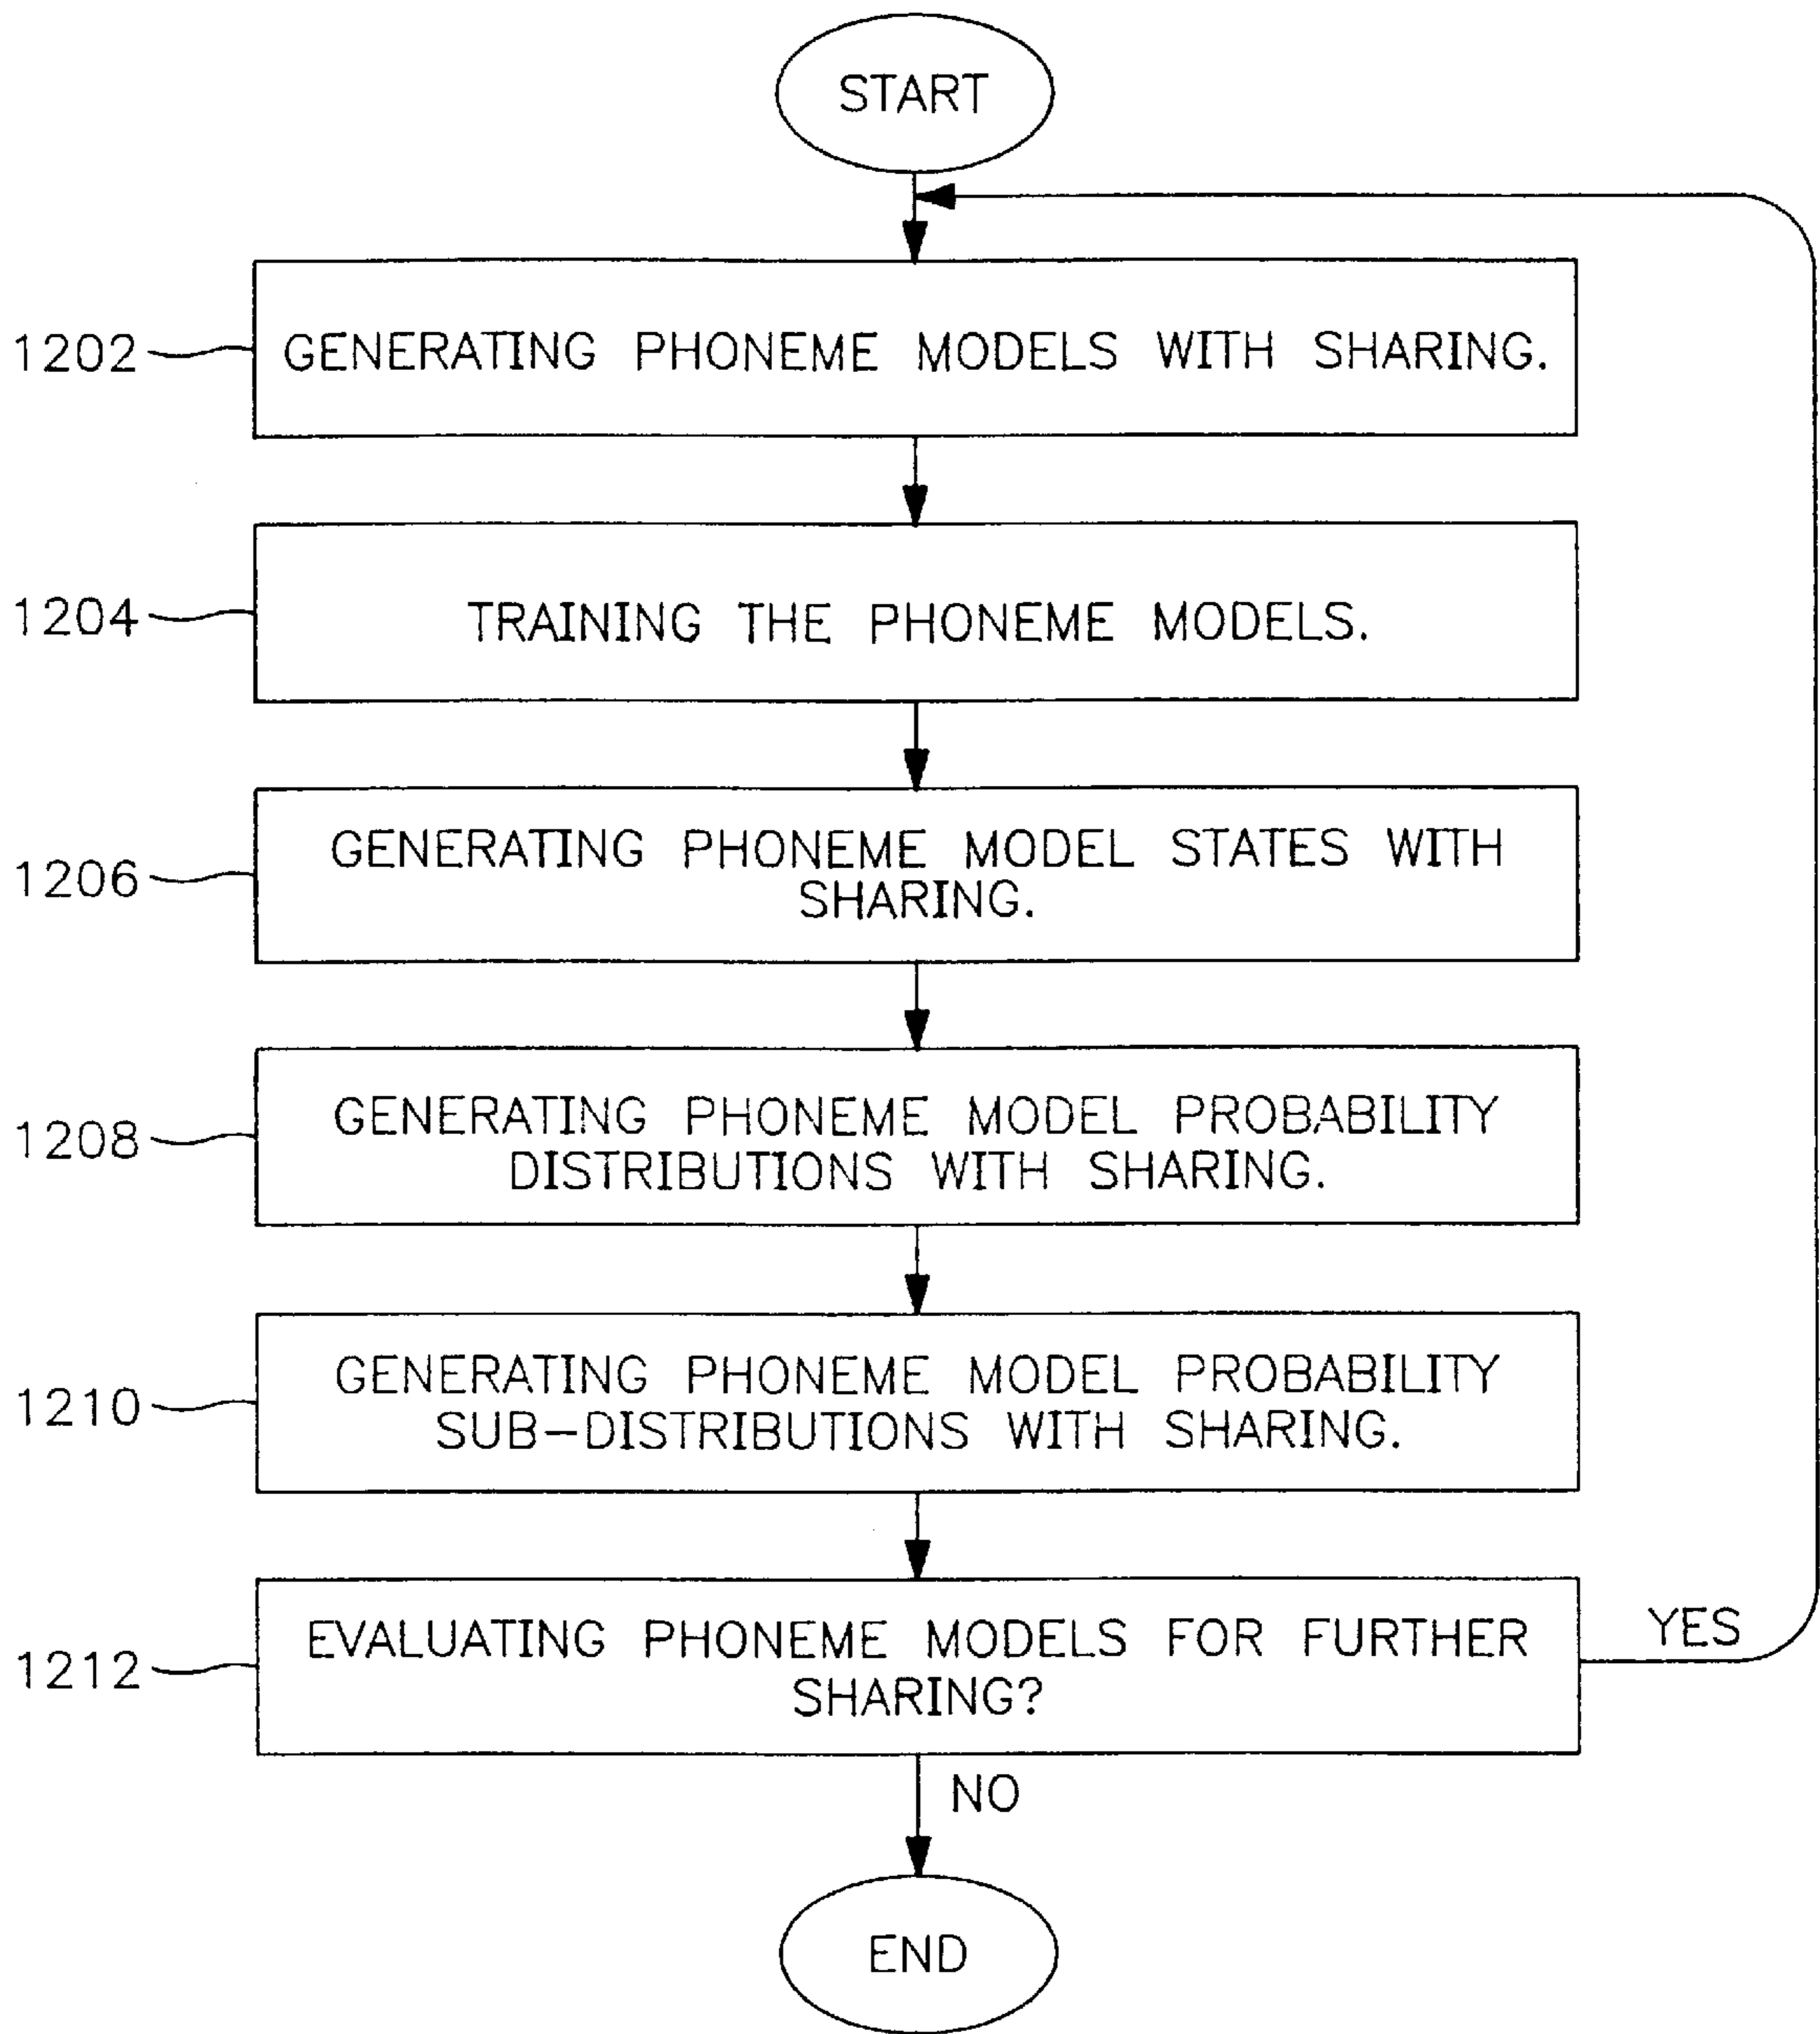 START
1202
GENERATING PHONEME MODELS WITH SHARING.
1204
TRAINING THE PHONEME MODELS.
1206
GENERATING PHONEME MODEL STATES WITH
SHARING.
1208
GENERATING PHONEME MODEL PROBABILITY
DISTRIBUTIONS WITH SHARING.
1210
GENERATING PHONEME MODEL PROBABILITY
SUB-DISTRIBUTIONS WITH SHARING.
1212
EVALUATING PHONEME MODELS FOR FURTHER
SHARING?
YES
NO
END